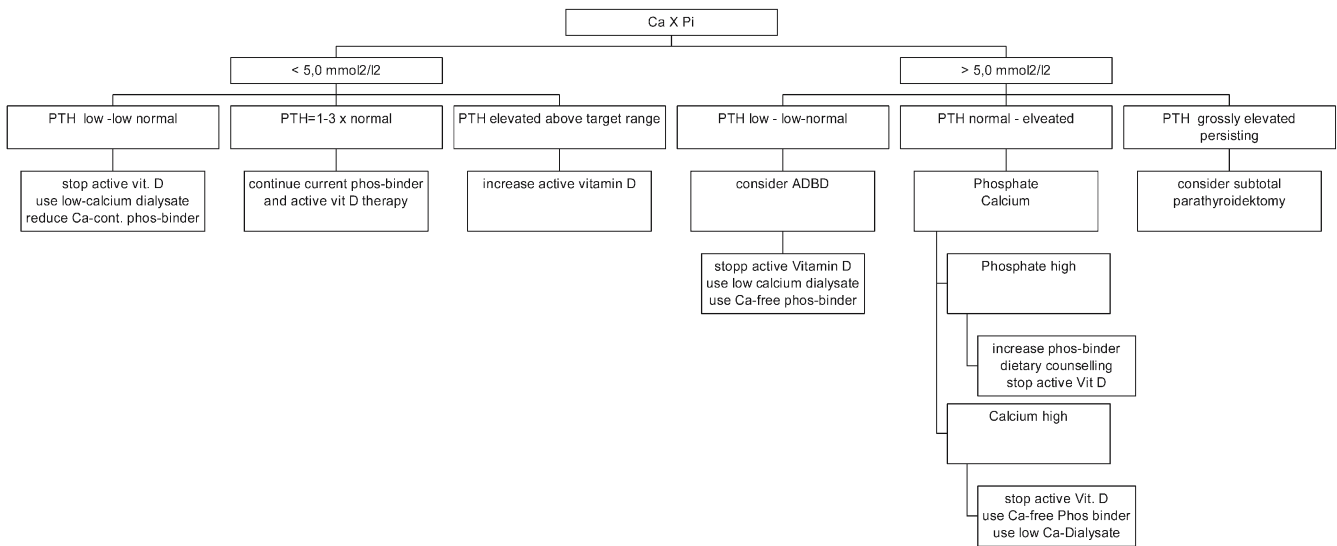 Ca X Pi
< 5,0 mmol2/l2
> 5,0 mmol2/l2
PTH  low -low normal
PTH=1-3 x normal
PTH elevated above target range
PTH low - low-normal
PTH normal - elveated
PTH  grossly elevated
persisting
stop active vit. D
use low-calcium dialysate
reduce Ca-cont. phos-binder
continue current phos-binder
and active vit D therapy
increase active vitamin D
consider ADBD
Phosphate
Calcium
consider subtotal
parathyroidektomy
stopp active Vitamin D
use low calcium dialysate
use Ca-free phos-binder
Phosphate high
increase phos-binder
dietary counselling
stop active Vit D
Calcium high
stop active Vit. D
use Ca-free Phos binder
use low Ca-Dialysate